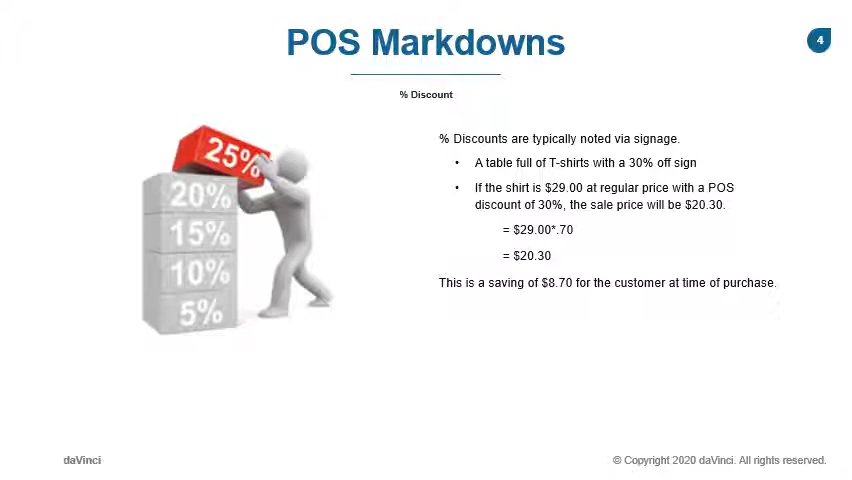 POS Markdowns
4
% Discount
25%
20%
15%
10%
5%
% Discounts are typically noted via signage.
• A table full of T-shirts with a 30% off sign
• If the shirt is $29.00 at regular price with a POS
discount of 30%, the sale price will be $20.30.
= $29.00*.70
= $20.30
This is a saving of $8.70 for the customer at time of purchase.
daVinci
© Copyright 2020 daVinci. All rights reserved.